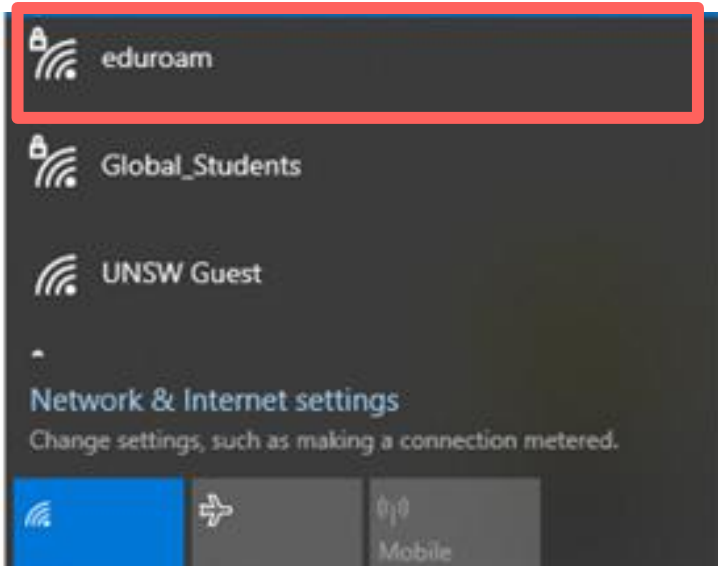 eduroam
Global_Students
UNSW Guest
Network & Internet settings
Change settings, such as making a connection metered.
Mobile